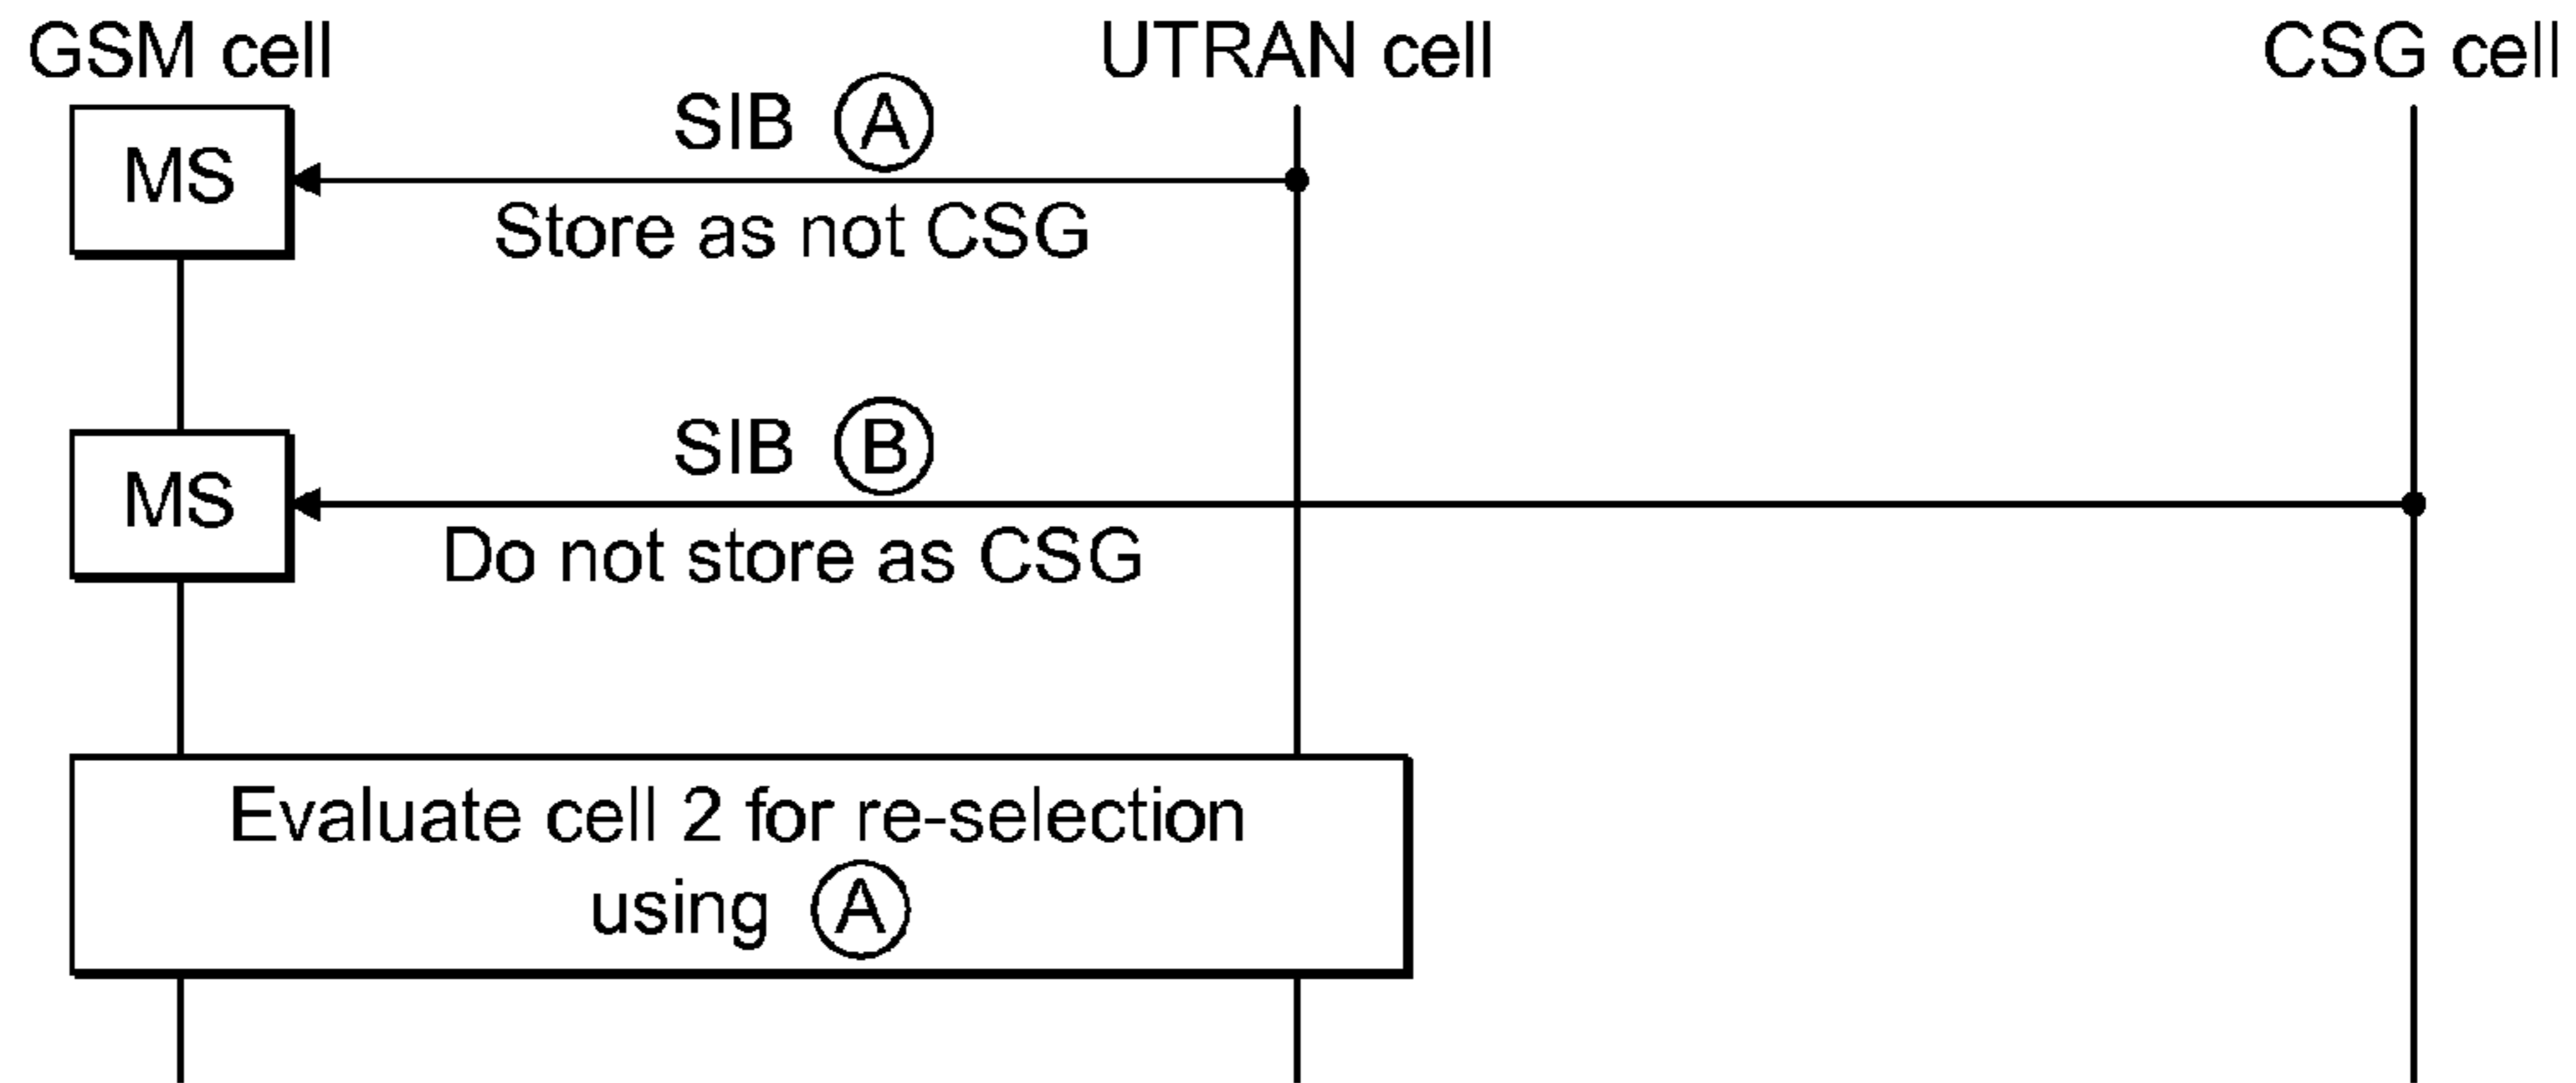 GSM cell
UTRAN cell
CSG cell
SIB A
MS
Store as not CSG
SIB B
MS
Do not store as CSG
Evaluate cell 2 for re-selection
using A